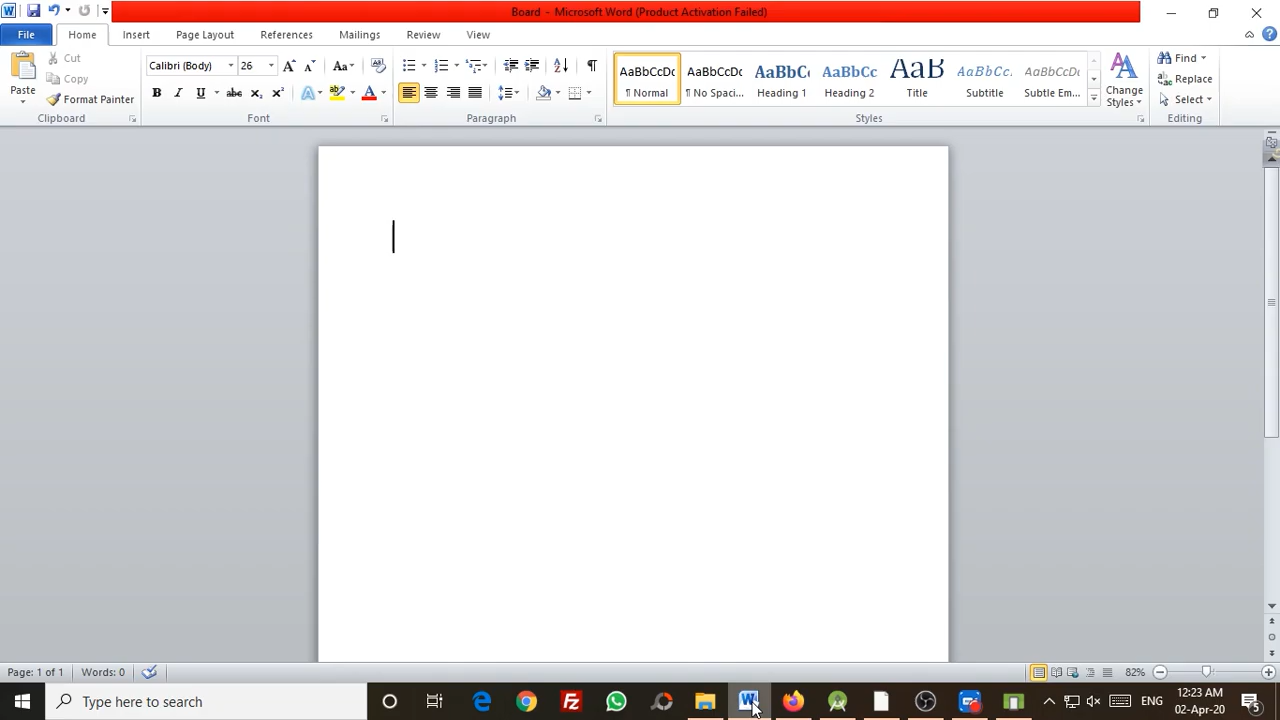 Board - Microsoft Word (Product Activation Failed)
File Home Insert Page Layout References Mailings Review View
Paste
Cut
Copy
Format Painter
Clipboard
Calibri (Body) 26
Font
Paragraph
AaBbCcDc AaBbCcDc AaBbC AaBbCc AaB AaBbCc. AaBbCcDc
¶ Normal ¶ No Spaci... Heading 1 Heading 2 Title Subtitle Subtle Em...
Change
Styles
Styles
Find
Replace
Select
Editing
Page: 1 of 1 Words: 0 82%
Type here to search
ENG
12:23 AM
02-Apr-20
5